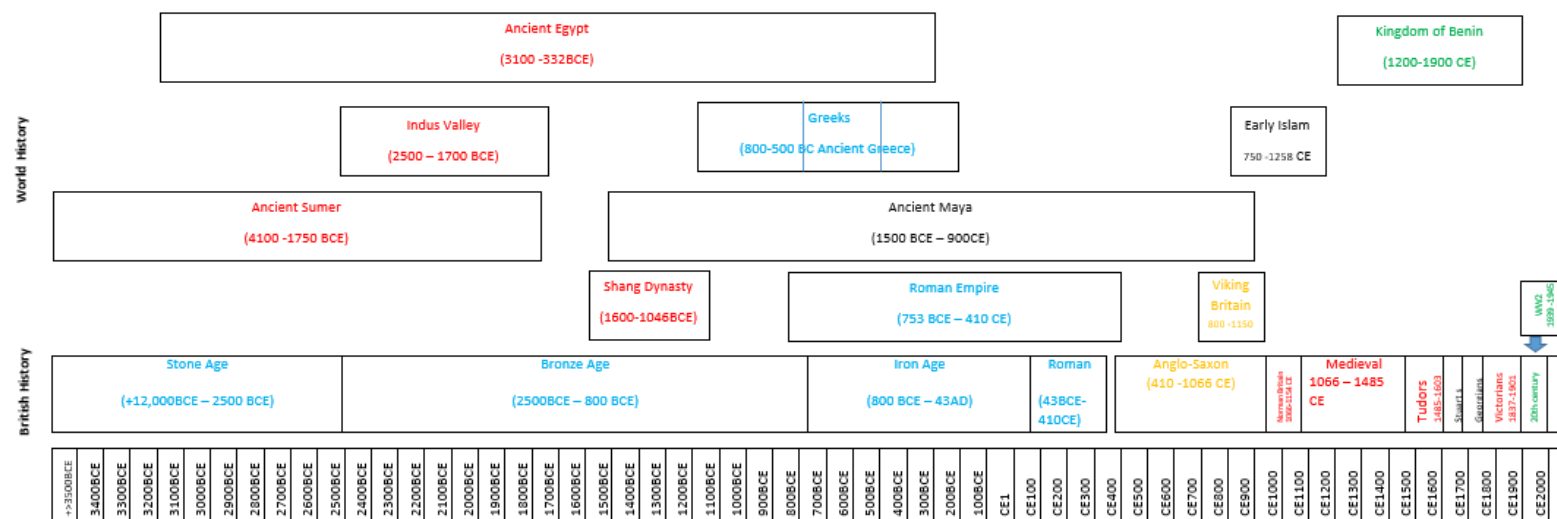 Ancient Egypt
(3100 -332BCE)
Kingdom of Benin
(1200-1900 CE)
World History
Indus Valley
(2500 – 1700 BCE)
Greeks
(800-500 BC Ancient Greece)
Early Islam
750 -1258 CE
Ancient Sumer
(4100 -1750 BCE)
Ancient Maya
(1500 BCE – 900CE)
Shang Dynasty
(1600-1046BCE)
Roman Empire
(753 BCE – 410 CE)
Viking
Britain
800 -1150
WW2
1939 -1945
British History
Stone Age
(+12,000BCE – 2500 BCE)
Bronze Age
(2500BCE – 800 BCE)
Iron Age
(800 BCE – 43AD)
Roman
(43BCE-
410CE)
Anglo-Saxon
(410 -1066 CE)
Norman Britain
1066-1154 CE
Medieval
1066 – 1485
CE
Tudors
1485-1603
Stuart s
Georgians
Victorians
1837-1901
20th century
+>3500BCE
3400BCE
3300BCE
3200BCE
3100BCE
3000BCE
2900BCE
2800BCE
2700BCE
2600BCE
2500BCE
2400BCE
2300BCE
2200BCE
2100BCE
2000BCE
1900BCE
1800BCE
1700BCE
1600BCE
1500BCE
1400BCE
1300BCE
1200BCE
1100BCE
1000BCE
900BCE
800BCE
700BCE
600BCE
500BCE
400BCE
300BCE
200BCE
100BCE
CE1
CE100
CE200
CE300
CE400
CE500
CE600
CE700
CE800
CE900
CE1000
CE1100
CE1200
CE1300
CE1400
CE1500
CE1600
CE1700
CE1800
CE1900
CE2000